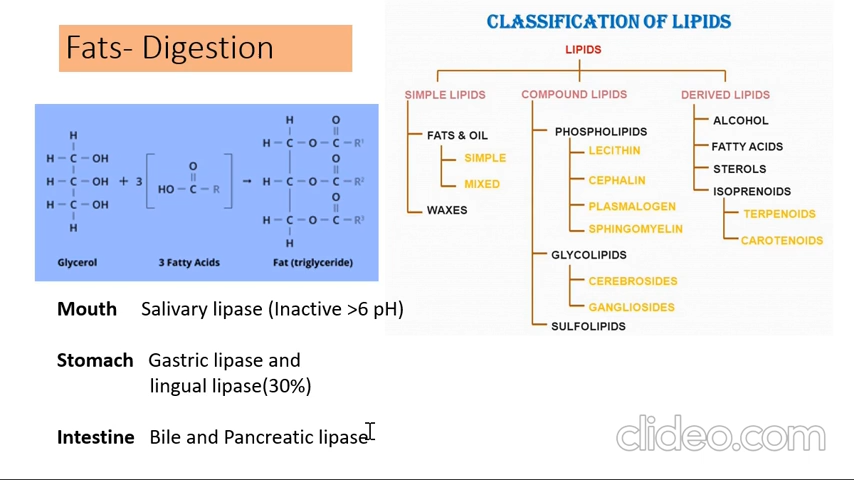 Fats- Digestion
H
H - C - OH
H - C - OH + 3
H - C - OH
H
O
HO - C - R
→
H O
H - C - O - C - R¹
O
H - C - O - C - R²
O
H - C - O - C - R³
H
Glycerol 3 Fatty Acids Fat (triglyceride)
Mouth Salivary lipase (Inactive >6 pH)
Stomach Gastric lipase and
lingual lipase(30%)
Intestine Bile and Pancreatic lipase
CLASSIFICATION OF LIPIDS
LIPIDS
SIMPLE LIPIDS COMPOUND LIPIDS DERIVED LIPIDS
FATS & OIL
SIMPLE
MIXED
WAXES
PHOSPHOLIPIDS
LECITHIN
CEPHALIN
PLASMALOGEN
SPHINGOMYELIN
GLYCOLIPIDS
CEREBROSIDES
GANGLIOSIDES
SULFOLIPIDS
ALCOHOL
FATTY ACIDS
STEROLS
ISOPRENOIDS
TERPENOIDS
CAROTENOIDS
clideo.com